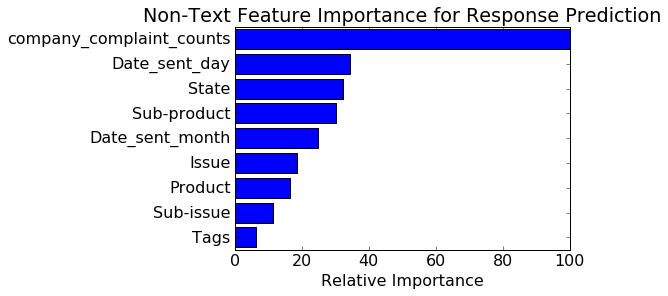 Non-Text Feature Importance for Response Prediction
company_complaint_counts
Date_sent_day
State
Sub-product
Date_sent_month
Issue
Product
Sub-issue
Tags
0 20 40 60 80 100
Relative Importance